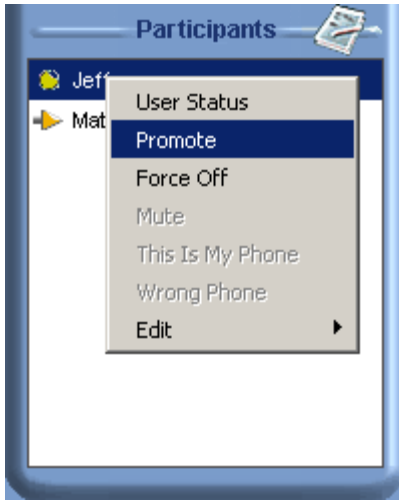 Participants
Jeff
Mat
User Status
Promote
Force Off
Mute
This Is My Phone
Wrong Phone
Edit